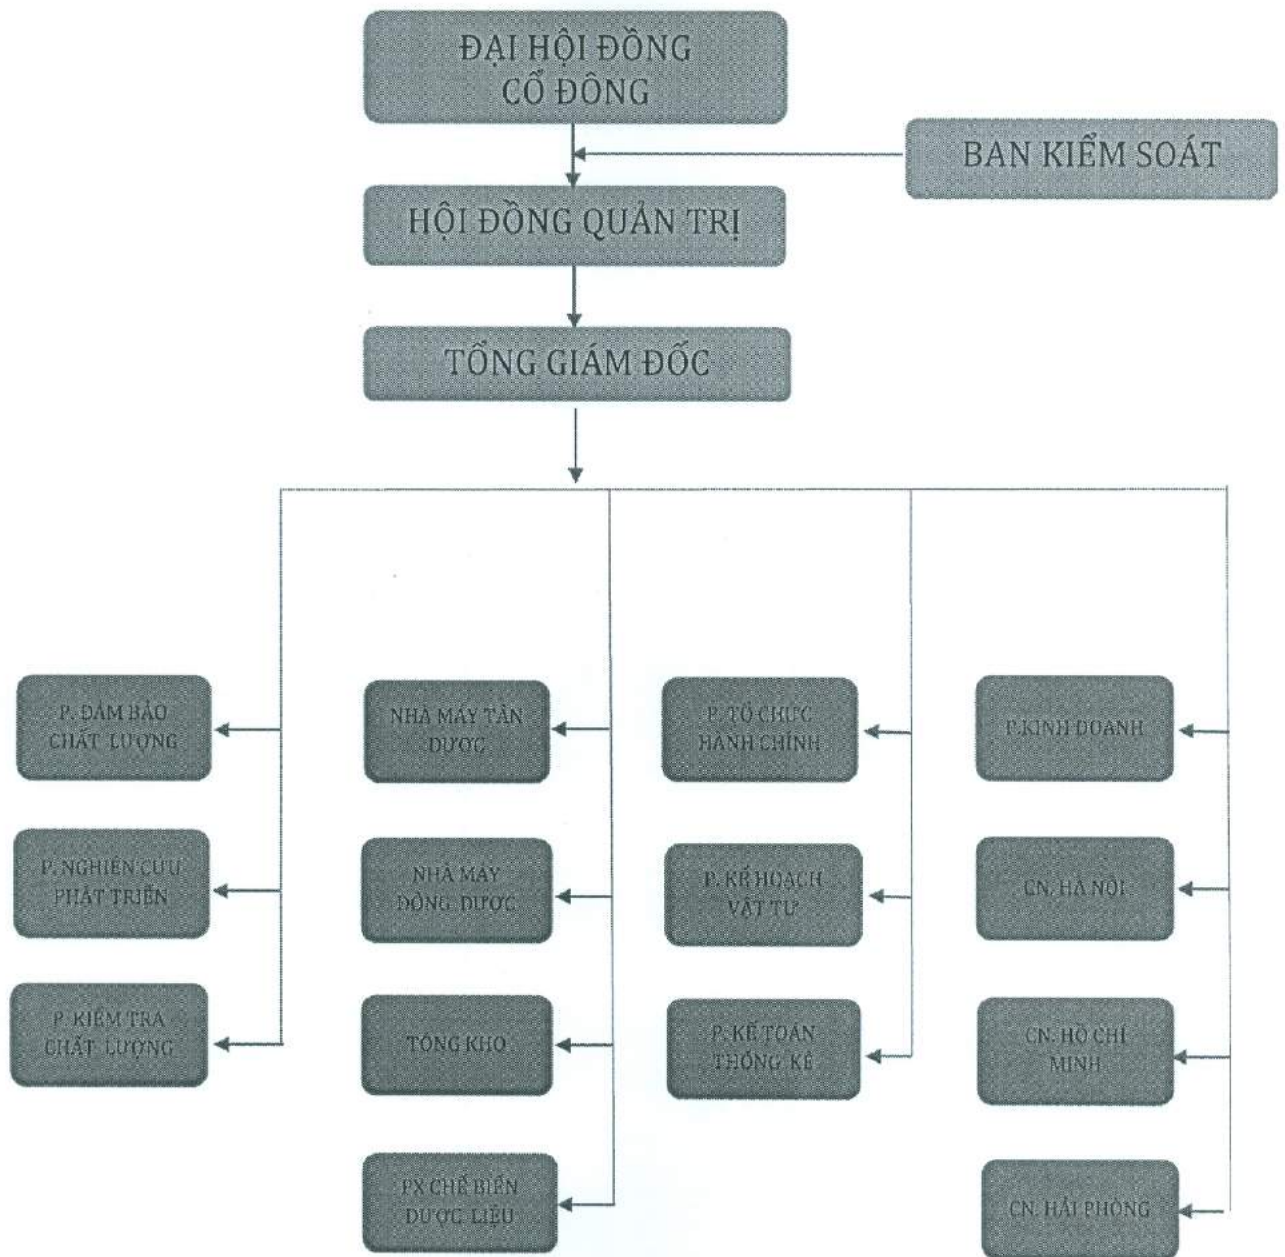 ĐẠI HỘI ĐỒNG
CỔ ĐÔNG
BAN KIỂM SOÁT
HỘI ĐỒNG QUẢN TRỊ
TỔNG GIÁM ĐỐC
P. ĐẢM BẢO
CHẤT LƯỢNG
P. NGHIÊN CỨU
PHÁT TRIỂN
P. KIỂM TRA
CHẤT LƯỢNG
NHÀ MÁY TÂN
DƯỢC
NHÀ MÁY
ĐÔNG DƯỢC
TỔNG KHO
PX CHẾ BIẾN
DƯỢC LIỆU
P. TỔ CHỨC
HÀNH CHÍNH
P. KẾ HOẠCH
VẬT TƯ
P. KẾ TOÁN
THỐNG KÊ
P.KINH DOANH
CN. HÀ NỘI
CN. HỒ CHÍ
MINH
CN. HẢI PHÒNG